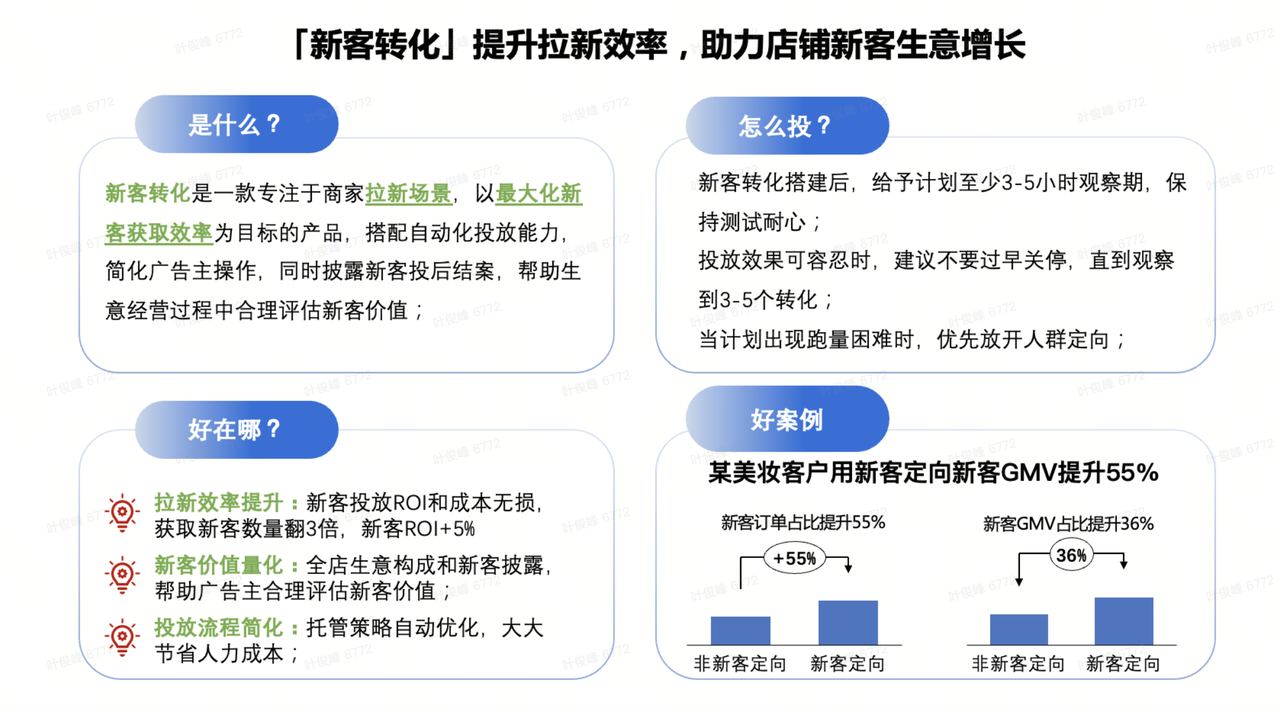 「新客转化」提升拉新效率，助力店铺新客生意增长
是什么？
新客转化是一款专注于商家拉新场景，以最大化新
客获取效率为目标的产品，搭配自动化投放能力，
简化广告主操作，同时披露新客投后结案，帮助生
意经营过程中合理评估新客价值；
怎么投？
新客转化搭建后，给予计划至少3-5小时观察期，保
持测试耐心；
投放效果可容忍时，建议不要过早关停，直到观察
到3-5个转化；
当计划出现跑量困难时，优先放开人群定向；
好在哪？
拉新效率提升：新客投放ROI和成本无损，
获取新客数量翻3倍，新客ROI+5%
新客价值量化：全店生意构成和新客披露，
帮助广告主合理评估新客价值；
投放流程简化：托管策略自动优化，大大
节省人力成本；
好案例
某美妆客户用新客定向新客GMV提升55%
新客订单占比提升55%
+55%
非新客定向 新客定向
新客GMV占比提升36%
36%
非新客定向 新客定向
叶俊峰 6772